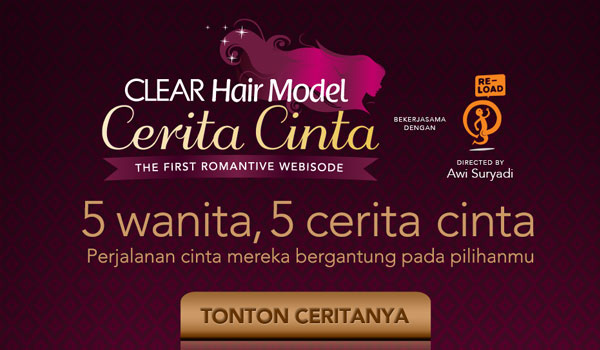 CLEAR Hair Model
Cerita Cinta
THE FIRST ROMANTIVE WEBISODE
BEKERJASAMA
DENGAN
RE-
LOAD
DIRECTED BY
Awi Suryadi
5 wanita, 5 cerita cinta
Perjalanan cinta mereka bergantung pada pilihanmu
TONTON CERITANYA